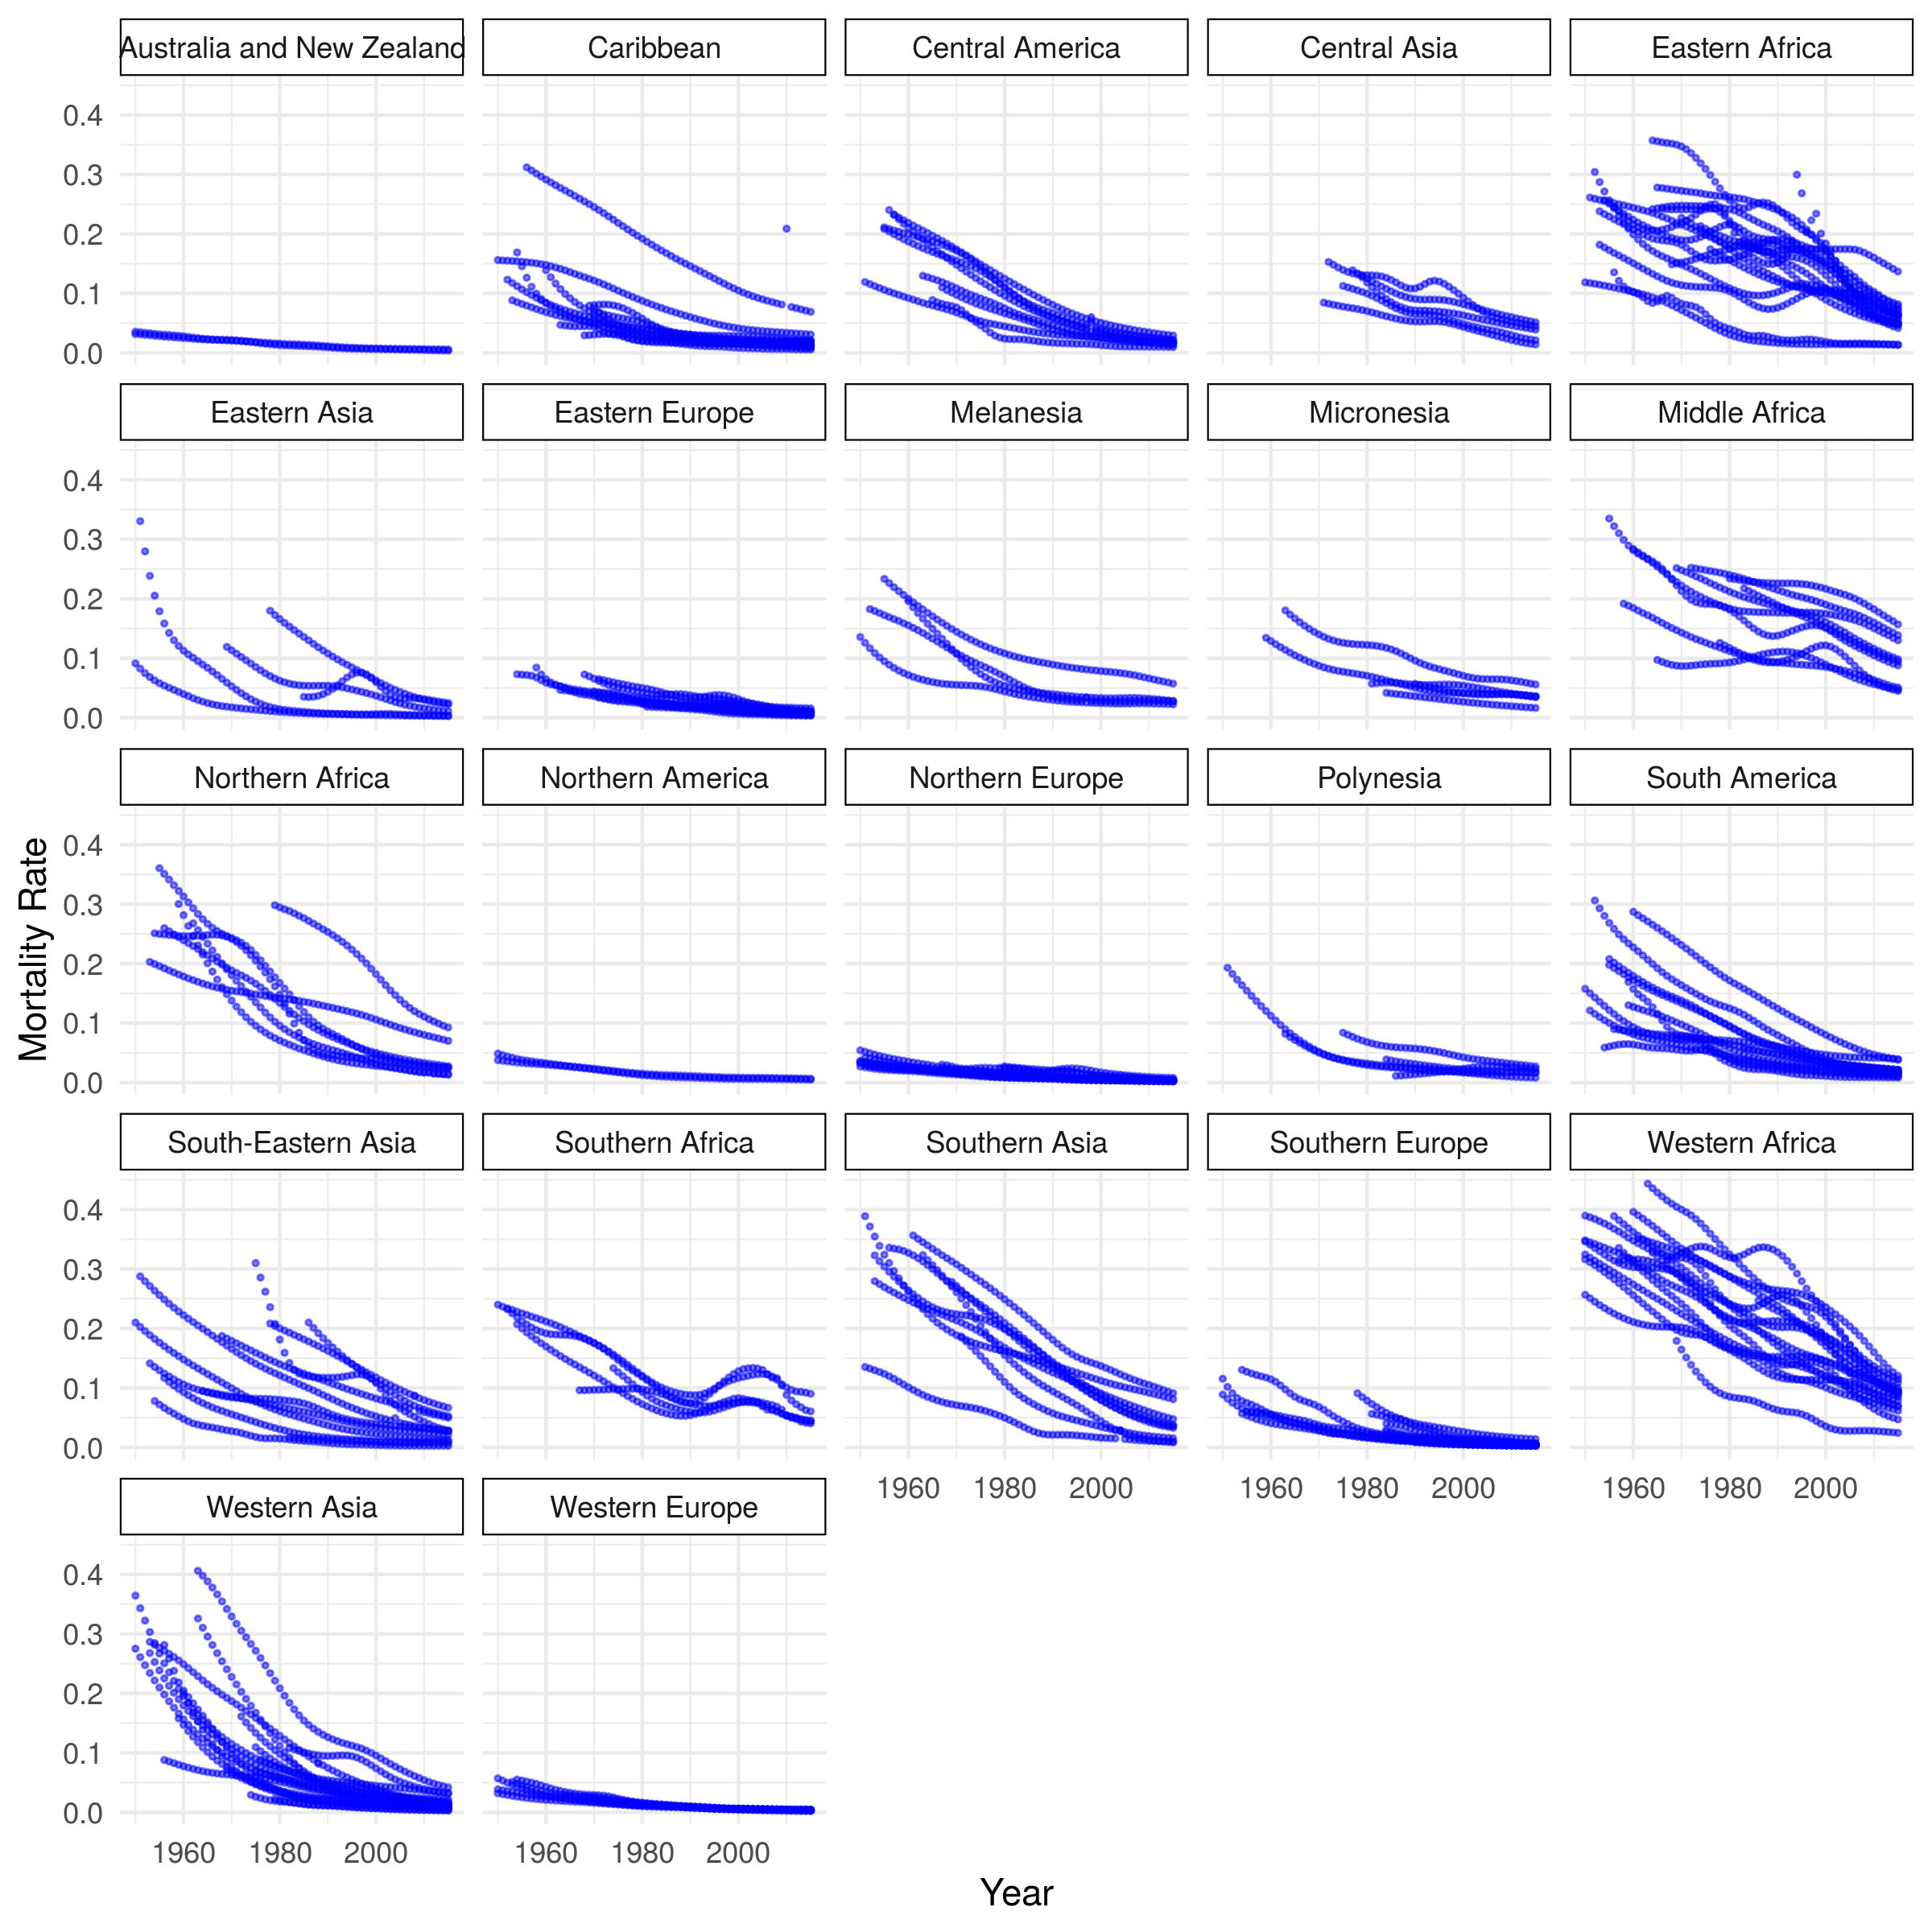 Australia and New Zealand Caribbean Central America Central Asia Eastern Africa
0.4
0.3
0.2
0.1
0.0
Eastern Asia Eastern Europe Melanesia Micronesia Middle Africa
0.4
0.3
0.2
0.1
0.0
Northern Africa Northern America Northern Europe Polynesia South America
0.4
0.3
0.2
0.1
0.0
Mortality Rate
South-Eastern Asia Southern Africa Southern Asia Southern Europe Western Africa
0.4
0.3
0.2
0.1
0.0
1960 1980 2000 1960 1980 2000 1960 1980 2000
Western Asia Western Europe
0.4
0.3
0.2
0.1
0.0
1960 1980 2000 1960 1980 2000
Year